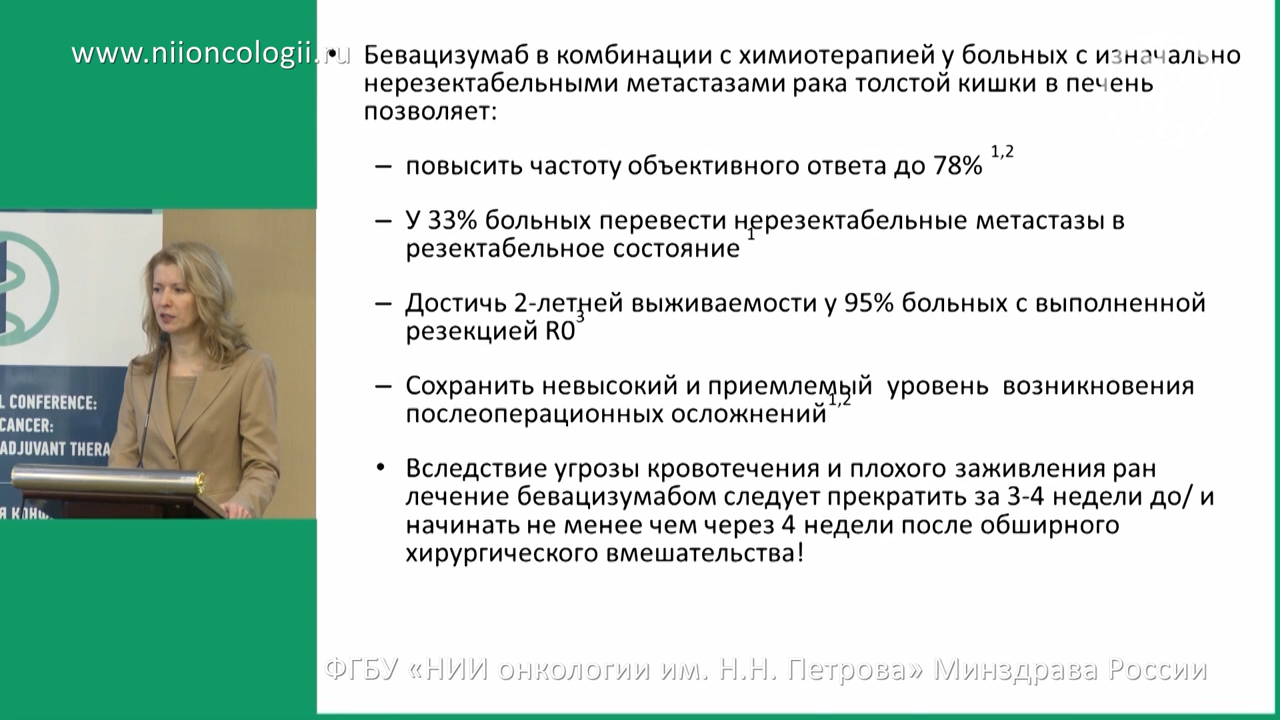 www.niioncologii.ru
• Бевацизумаб в комбинации с химиотерапией у больных с изначально
нерезектабельными метастазами рака толстой кишки в печень
позволяет:
– повысить частоту объективного ответа до 78% 1,2
– У 33% больных перевести нерезектабельные метастазы в
резектабельное состояние 1
– Достичь 2-летней выживаемости у 95% больных с выполненной
резекцией R0 3
– Сохранить невысокий и приемлемый уровень возникновения
послеоперационных осложнений 1,2
• Вследствие угрозы кровотечения и плохого заживления ран
лечение бевацизумабом следует прекратить за 3-4 недели до/ и
начинать не менее чем через 4 недели после обширного
хирургического вмешательства!
L CONFERENCE:
CANCER:
ADJUVANT THERA
Я КОНФ
ФГБУ «НИИ онкологии им. Н.Н. Петрова» Минздрава России